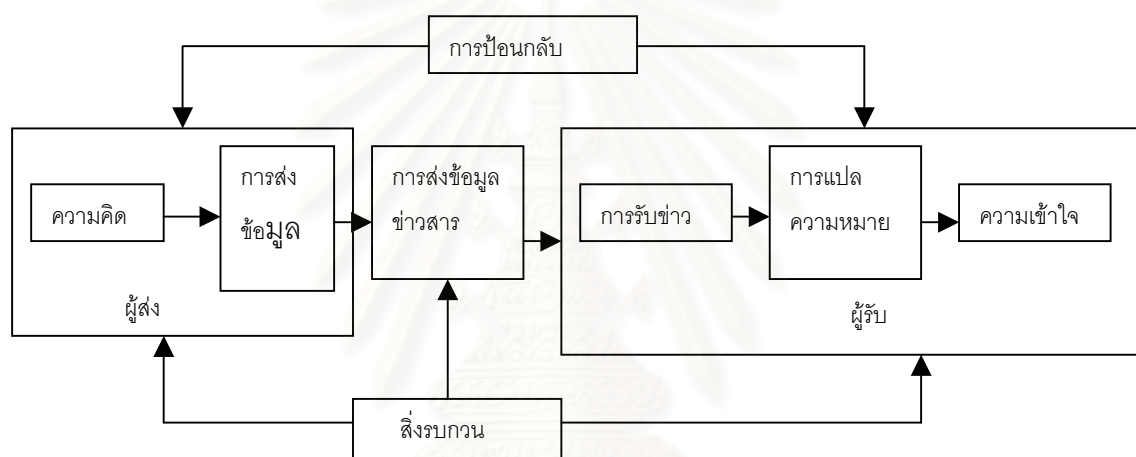 การป้อนกลับ
ความคิด
การส่ง
ข้อมูล
ผู้ส่ง
การส่งข้อมูล
ข่าวสาร
การรับข่าว
การแปล
ความหมาย
ความเข้าใจ
ผู้รับ
สิ่งรบกวน